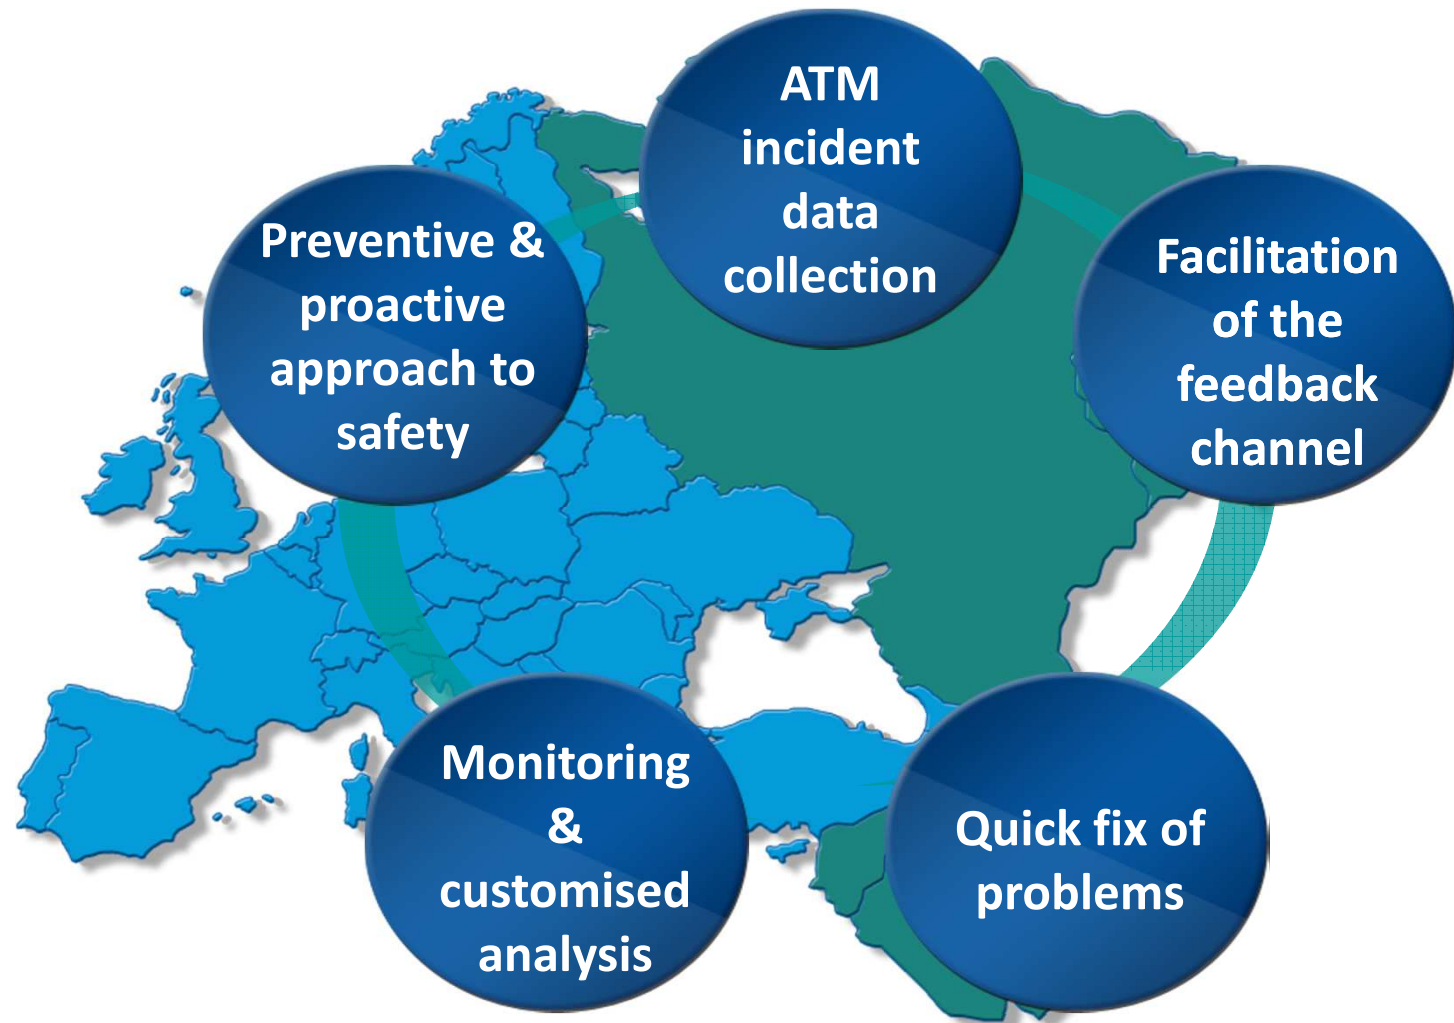 ATM
incident
data
collection
Facilitation
of the
feedback
channel
Quick fix of
problems
Monitoring
&
customised
analysis
Preventive &
proactive
approach to
safety